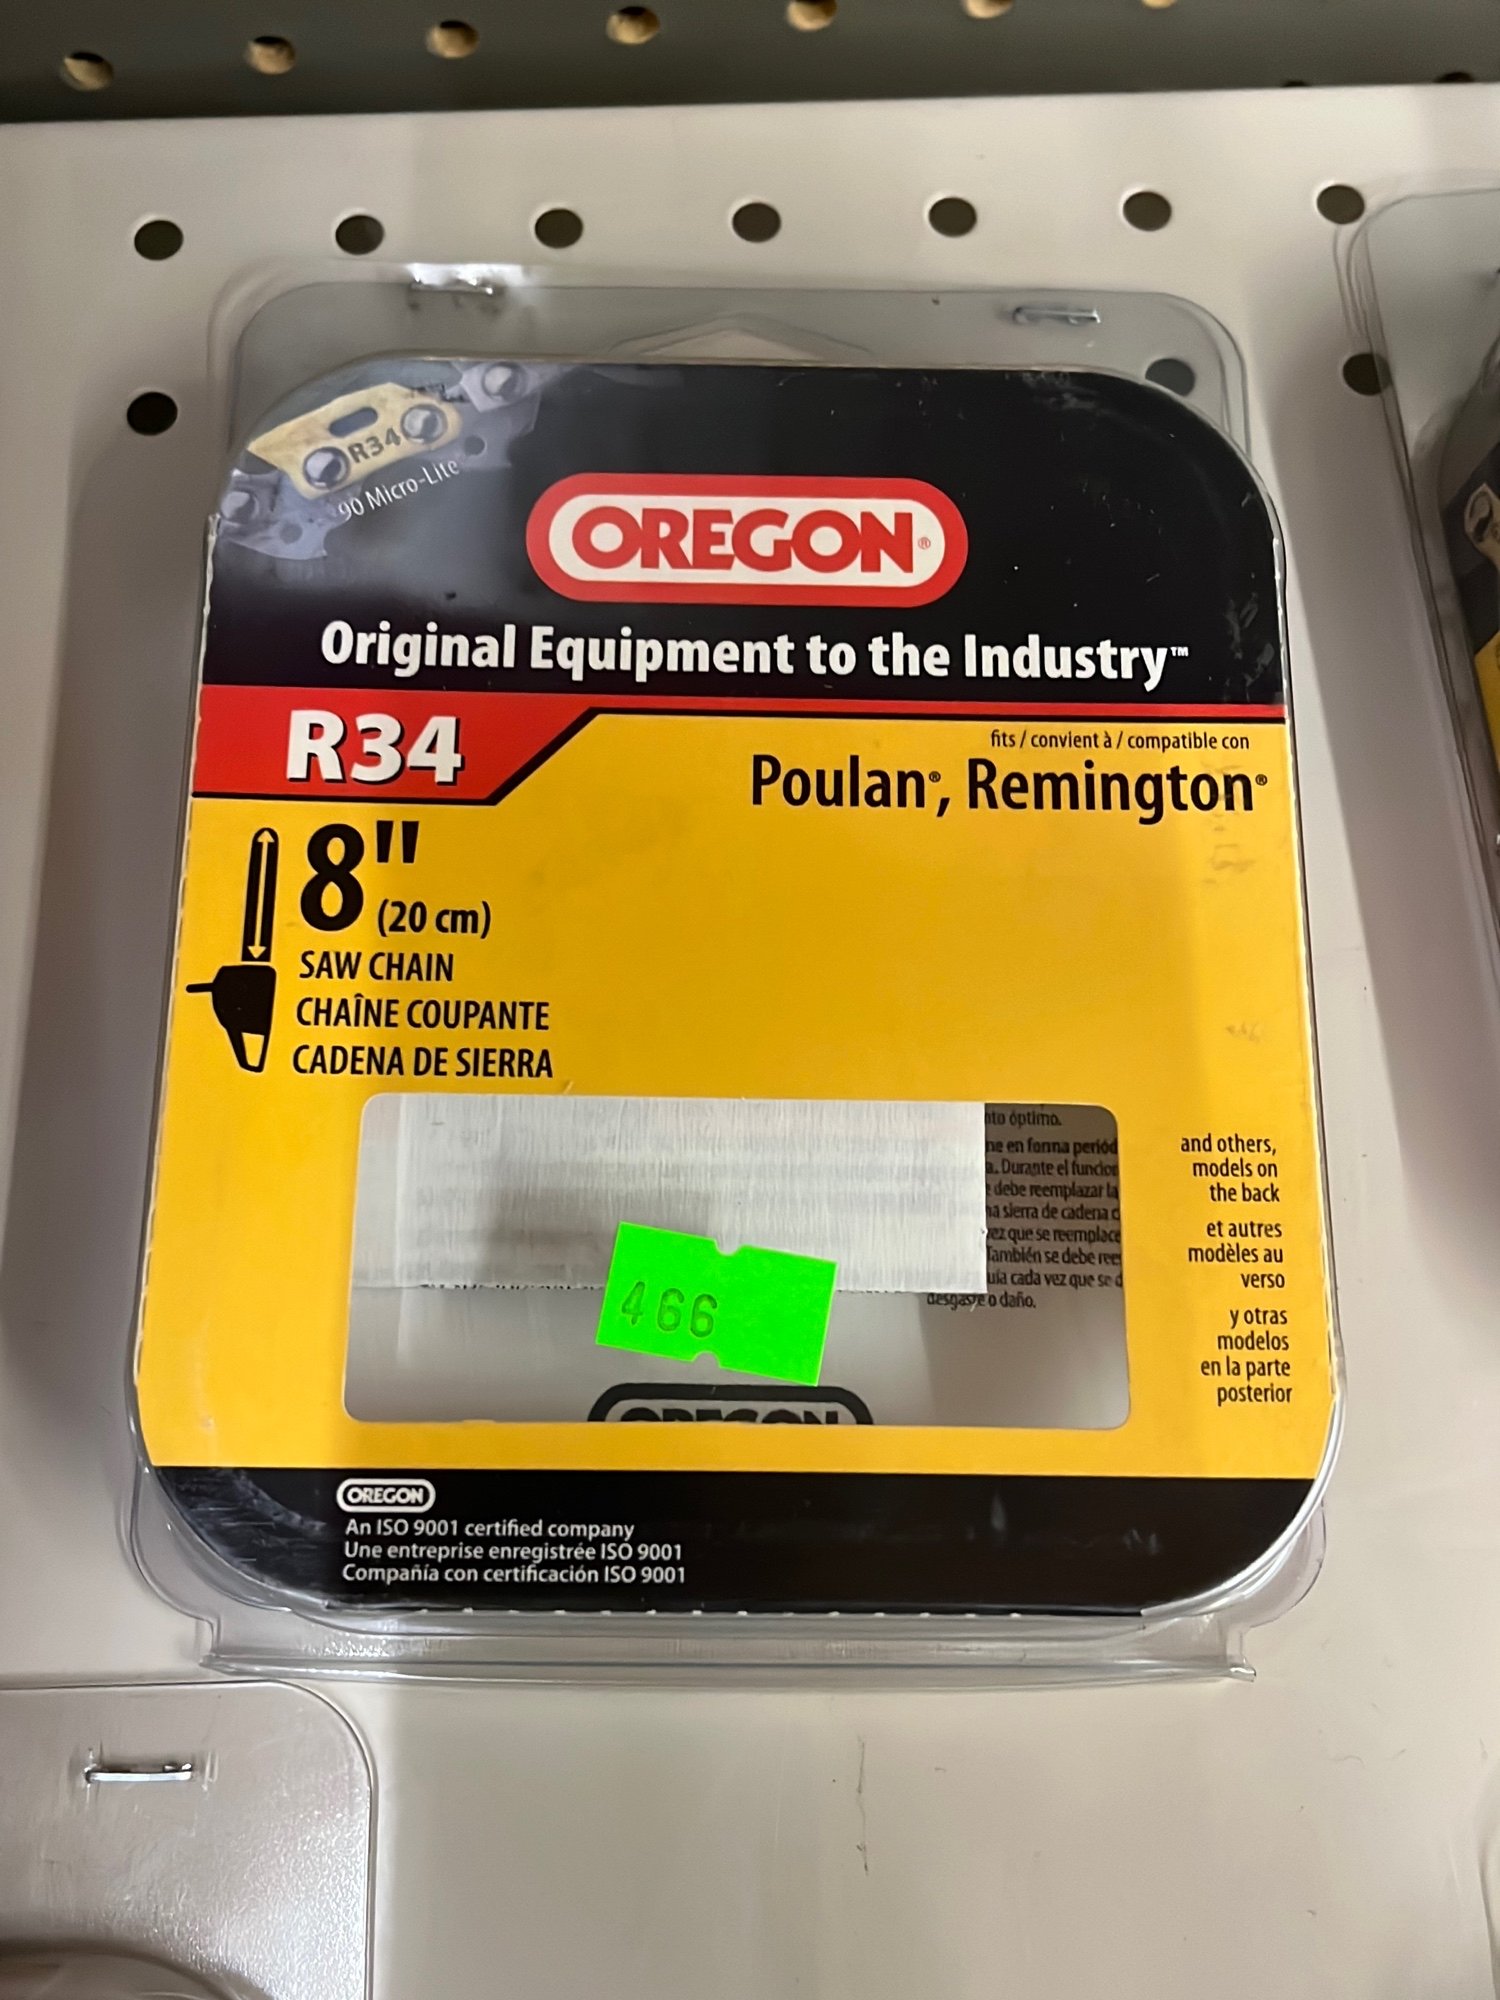 R34
90 Micro-Lite
OREGON®
Original Equipment to the Industry™
R34
fits / convient à / compatible con
Poulan®, Remington®
8"
(20 cm)
SAW CHAIN
CHAÎNE COUPANTE
CADENA DE SIERRA
to óptimo.
ne en forma periód
a. Durante el funcion
debe reemplazar la
na sierra de cadena c
vez que se reemplace
También se debe ree
uía cada vez que se d
desgaste o daño.
466
OREGON
and others,
models on
the back
et autres
modèles au
verso
y otras
modelos
en la parte
posterior
OREGON
An ISO 9001 certified company
Une entreprise enregistrée ISO 9001
Compañía con certificación ISO 9001